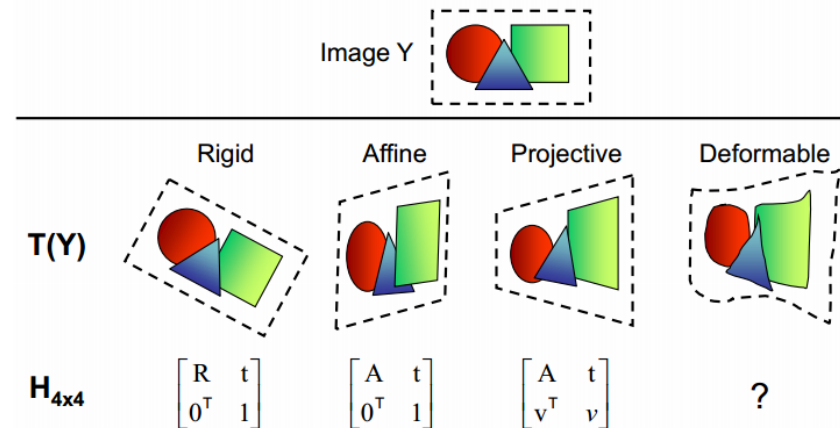 Image Y
Rigid Affine Projective Deformable
T(Y)
H4x4 [R t 0ᵀ 1] [A t 0ᵀ 1] [A t vᵀ ν] ?